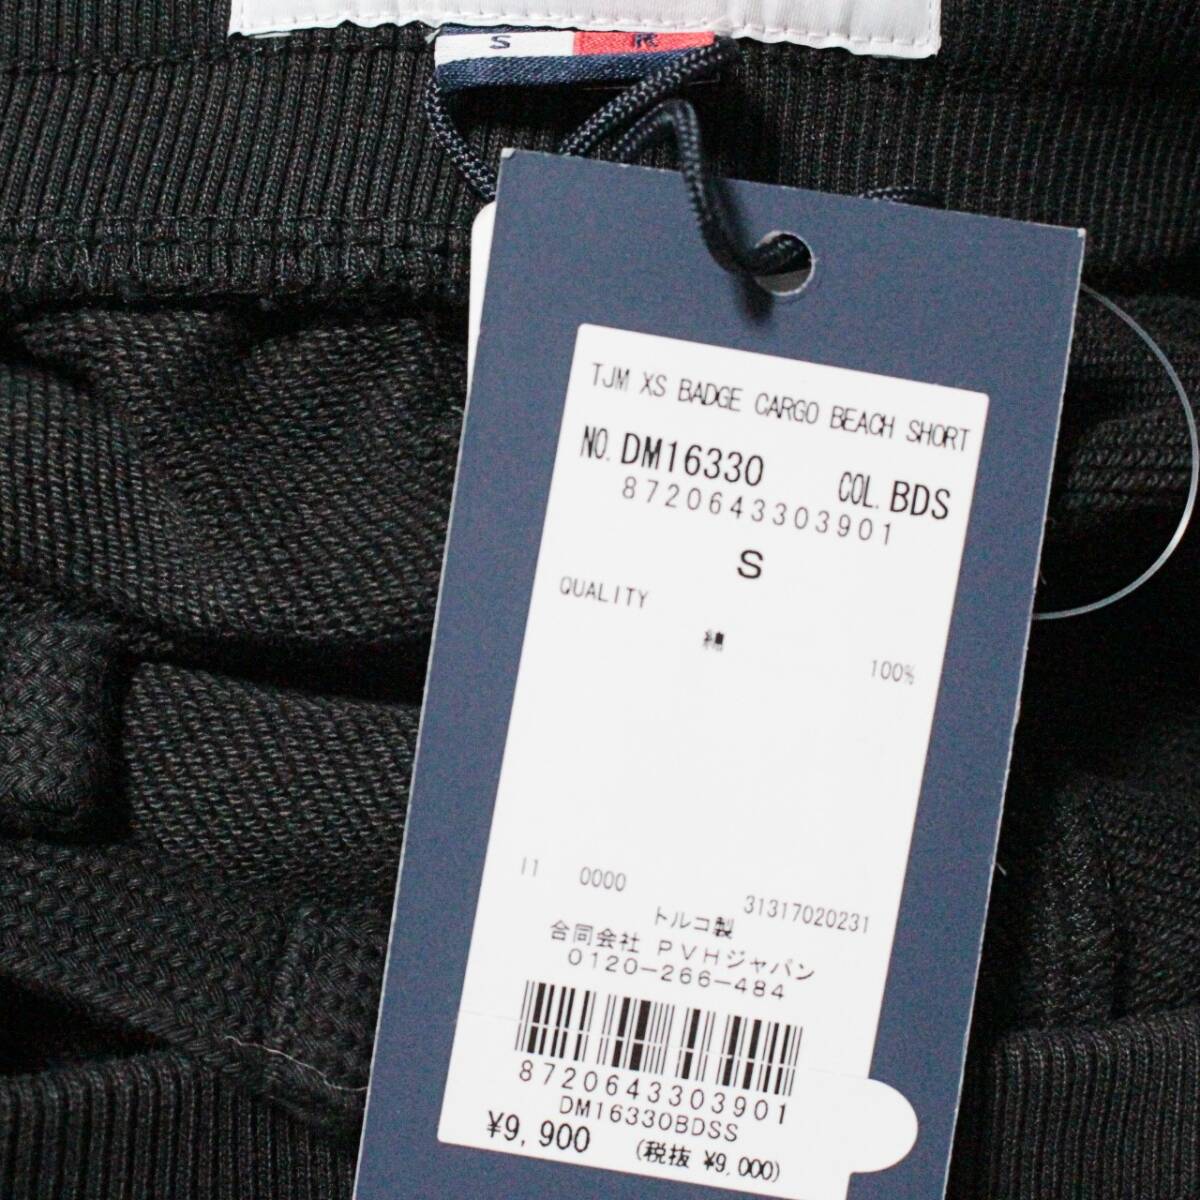 S R
TJM XS BADGE CARGO BEACH SHORT
NO. DM16330 COL. BDS
8720643303901
S
QUALITY
綿 100%
I1 0000 31317020231
トルコ製
合同会社 PVHジャパン
0120-266-484
8720643303901
DM16330BDSS
¥9,900 (税抜 ¥9,000)